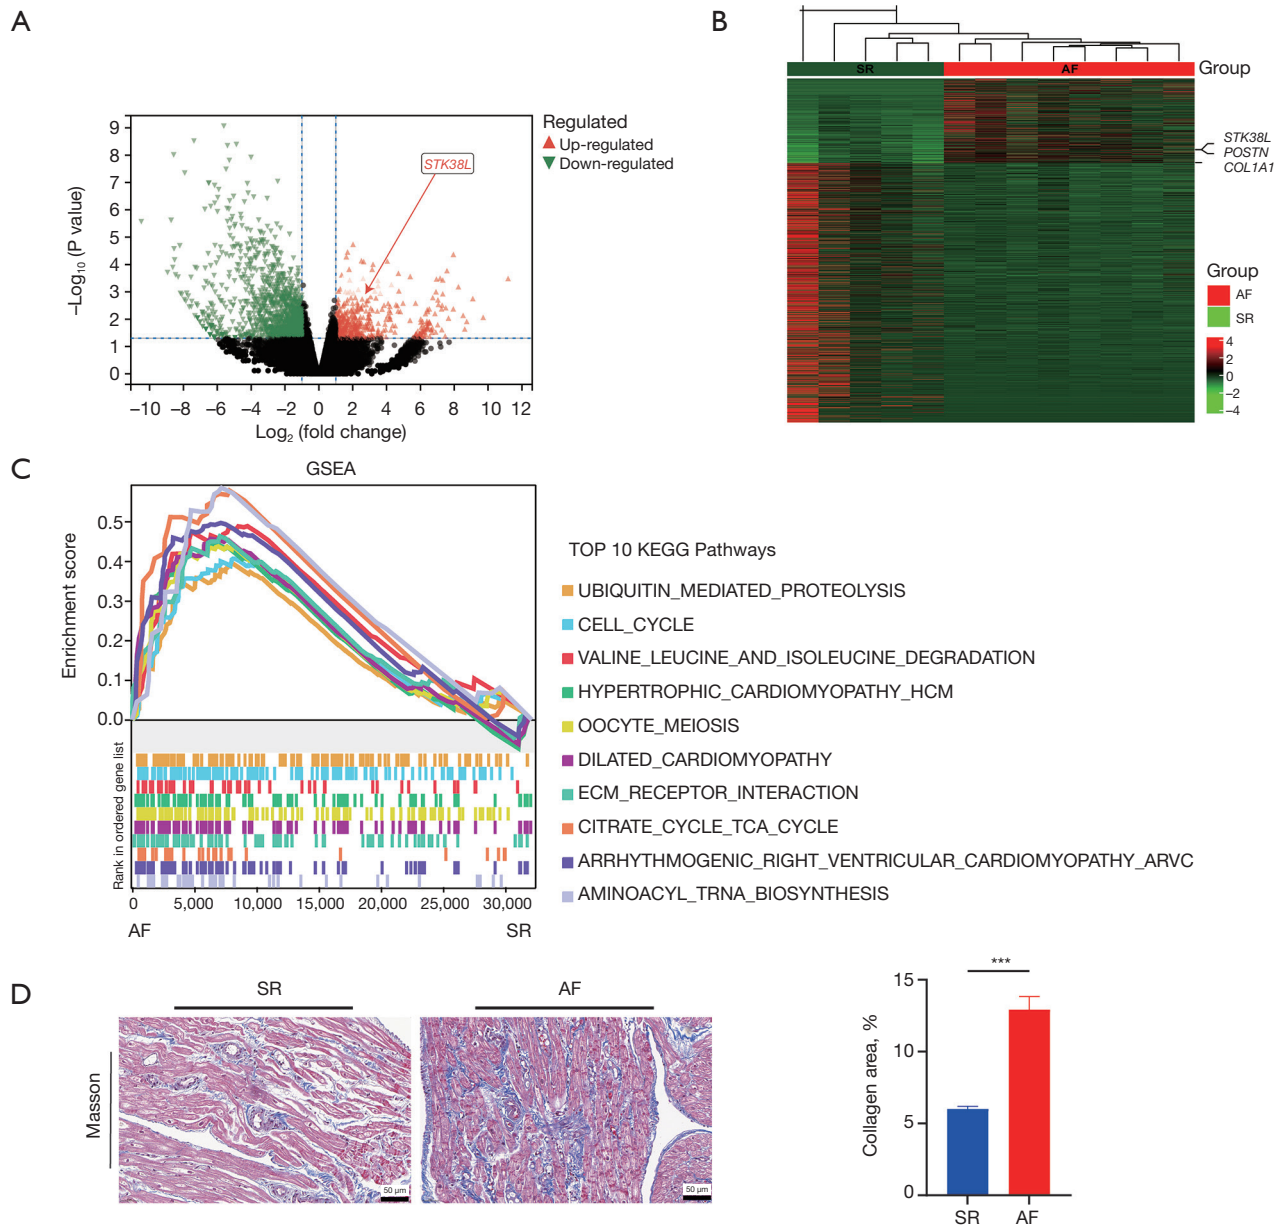 A
9
8
7
6
5
4
3
2
1
0
–Log10 (P value)
–10 –8 –6 –4 –2 0 2 4 6 8 10 12
Log2 (fold change)
STK38L
Regulated
Up-regulated
Down-regulated
B
SR AF Group
STK38L
POSTN
COL1A1
Group
AF
SR
4
2
0
–2
–4
C
GSEA
Enrichment score
0.5
0.4
0.3
0.2
0.1
0.0
Rank in ordered gene list
0 5,000 10,000 15,000 20,000 25,000 30,000
AF SR
TOP 10 KEGG Pathways
UBIQUITIN_MEDIATED_PROTEOLYSIS
CELL_CYCLE
VALINE_LEUCINE_AND_ISOLEUCINE_DEGRADATION
HYPERTROPHIC_CARDIOMYOPATHY_HCM
OOCYTE_MEIOSIS
DILATED_CARDIOMYOPATHY
ECM_RECEPTOR_INTERACTION
CITRATE_CYCLE_TCA_CYCLE
ARRHYTHMOGENIC_RIGHT_VENTRICULAR_CARDIOMYOPATHY_ARVC
AMINOACYL_TRNA_BIOSYNTHESIS
D
SR AF
Masson
50 μm
50 μm
***
Collagen area, %
15
10
5
0
SR AF